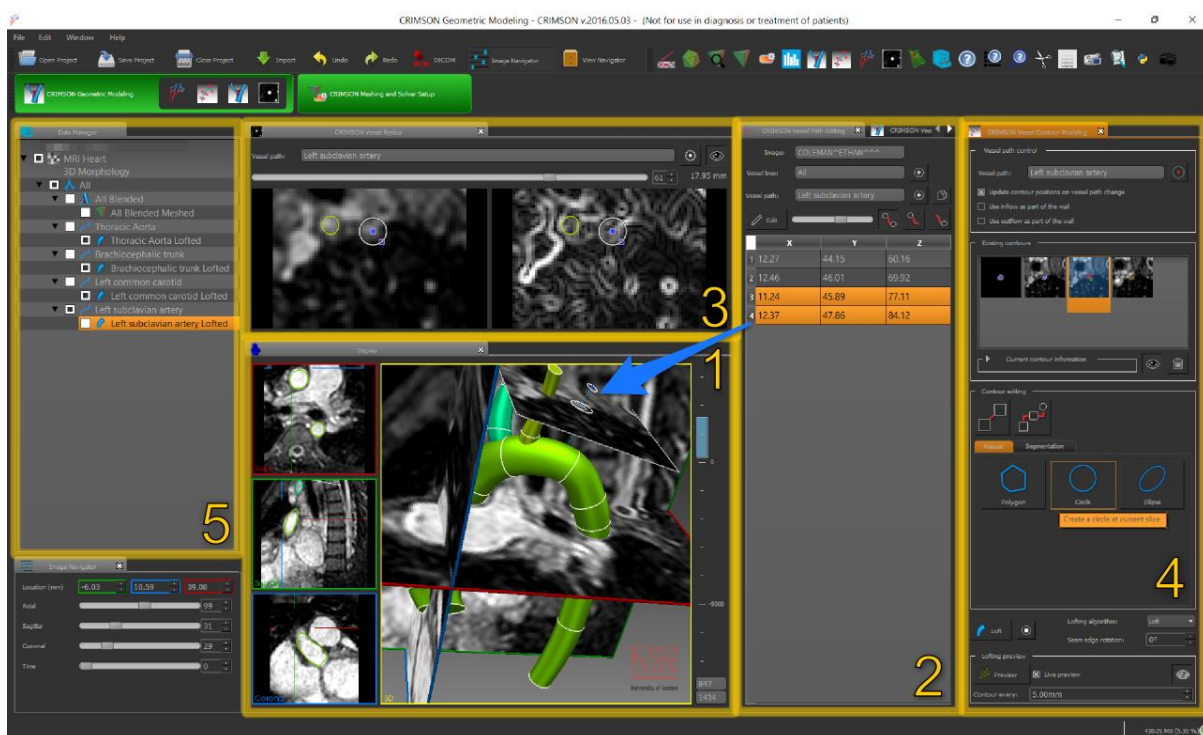 CRIMSON Geometric Modeling - CRIMSON v.2016.05.03 - (Not for use in diagnosis or treatment of patients)
File Edit Window Help
Open Project Save Project Close Project Import Undo Redo DICOM Image Navigator View Navigator
CRIMSON Geometric Modeling CRIMSON Meshing and Solver Setup
Data Manager
MRI Heart
3D Morphology
All
All Blended
All Blended Meshed
Thoracic Aorta
Thoracic Aorta Lofted
Brachiocephalic trunk
Brachiocephalic trunk Lofted
Left common carotid
Left common carotid Lofted
Left subclavian artery
Left subclavian artery Lofted
5
Image Navigator
Location (mm) -6.03 10.59 39.00
Axial 99
Sagittal 31
Coronal 29
Time 0
CRIMSON Vessel Reslice
Vessel path: Left subclavian artery
61 17.95 mm
3
Display
1
Coronal
3D
0
847
1434
CRIMSON Vessel Path Editing CRIMSON Vess
Image: COLEMAN^ETHAN^^^
Vessel tree: All
Vessel path: Left subclavian artery
Edit
X Y Z
1 12.27 44.15 60.16
2 12.46 46.01 69.92
3 11.24 45.89 77.11
4 12.37 47.86 84.12
2
CRIMSON Vessel Contour Modeling
Vessel path control
Vessel path: Left subclavian artery
Update contour positions on vessel path change
Use inflow as part of the wall
Use outflow as part of the wall
Existing contours
Current contour information
Contour editing
Manual Segmentation
Polygon Circle Ellipse
Create a circle at current slice
4
Loft
Lofting algorithm: Loft
Seam edge rotation: 0°
Lofting preview
Preview Live preview
Contour every: 5.00mm